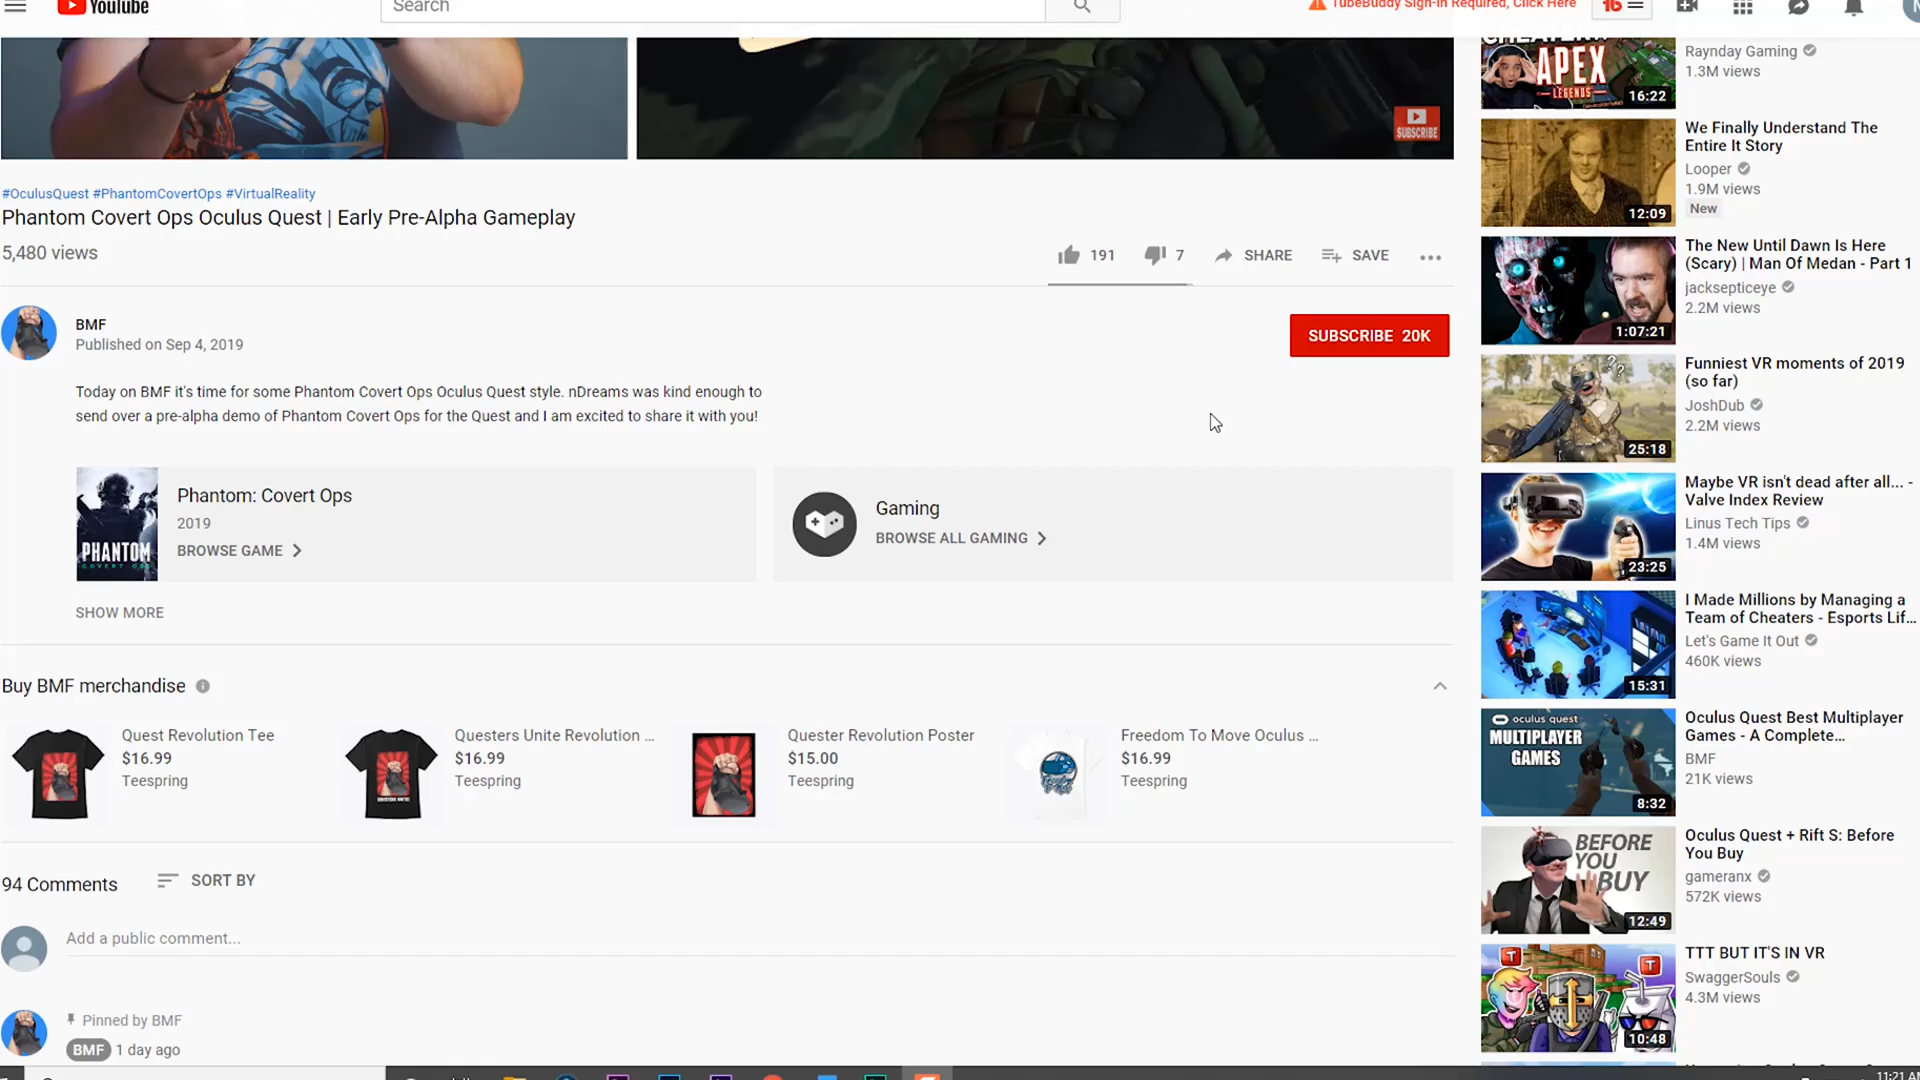 YouTube
Search
TubeBuddy Sign-In Required, Click Here
SUBSCRIBE
#OculusQuest #PhantomCovertOps #VirtualReality
Phantom Covert Ops Oculus Quest | Early Pre-Alpha Gameplay
5,480 views
191
7
SHARE
SAVE
BMF
Published on Sep 4, 2019
SUBSCRIBE 20K
Today on BMF it's time for some Phantom Covert Ops Oculus Quest style. nDreams was kind enough to
send over a pre-alpha demo of Phantom Covert Ops for the Quest and I am excited to share it with you!
PHANTOM
COVERT OPS
Phantom: Covert Ops
2019
BROWSE GAME
Gaming
BROWSE ALL GAMING
SHOW MORE
Buy BMF merchandise
Quest Revolution Tee
$16.99
Teespring
Questers Unite Revolution ...
$16.99
Teespring
Quester Revolution Poster
$15.00
Teespring
Freedom To Move Oculus ...
$16.99
Teespring
94 Comments
SORT BY
Add a public comment...
Pinned by BMF
BMF 1 day ago
APEX
LEGENDS
16:22
Raynday Gaming
1.3M views
12:09
We Finally Understand The
Entire It Story
Looper
1.9M views
New
1:07:21
The New Until Dawn Is Here
(Scary) | Man Of Medan - Part 1
jacksepticeye
2.2M views
??
25:18
Funniest VR moments of 2019
(so far)
JoshDub
2.2M views
23:25
Maybe VR isn't dead after all... -
Valve Index Review
Linus Tech Tips
1.4M views
15:31
I Made Millions by Managing a
Team of Cheaters - Esports Lif...
Let's Game It Out
460K views
oculus quest
MULTIPLAYER
GAMES
8:32
Oculus Quest Best Multiplayer
Games - A Complete...
BMF
21K views
BEFORE
YOU
BUY
12:49
Oculus Quest + Rift S: Before
You Buy
gameranx
572K views
T
T
10:48
TTT BUT IT'S IN VR
SwaggerSouls
4.3M views
11:21 AM